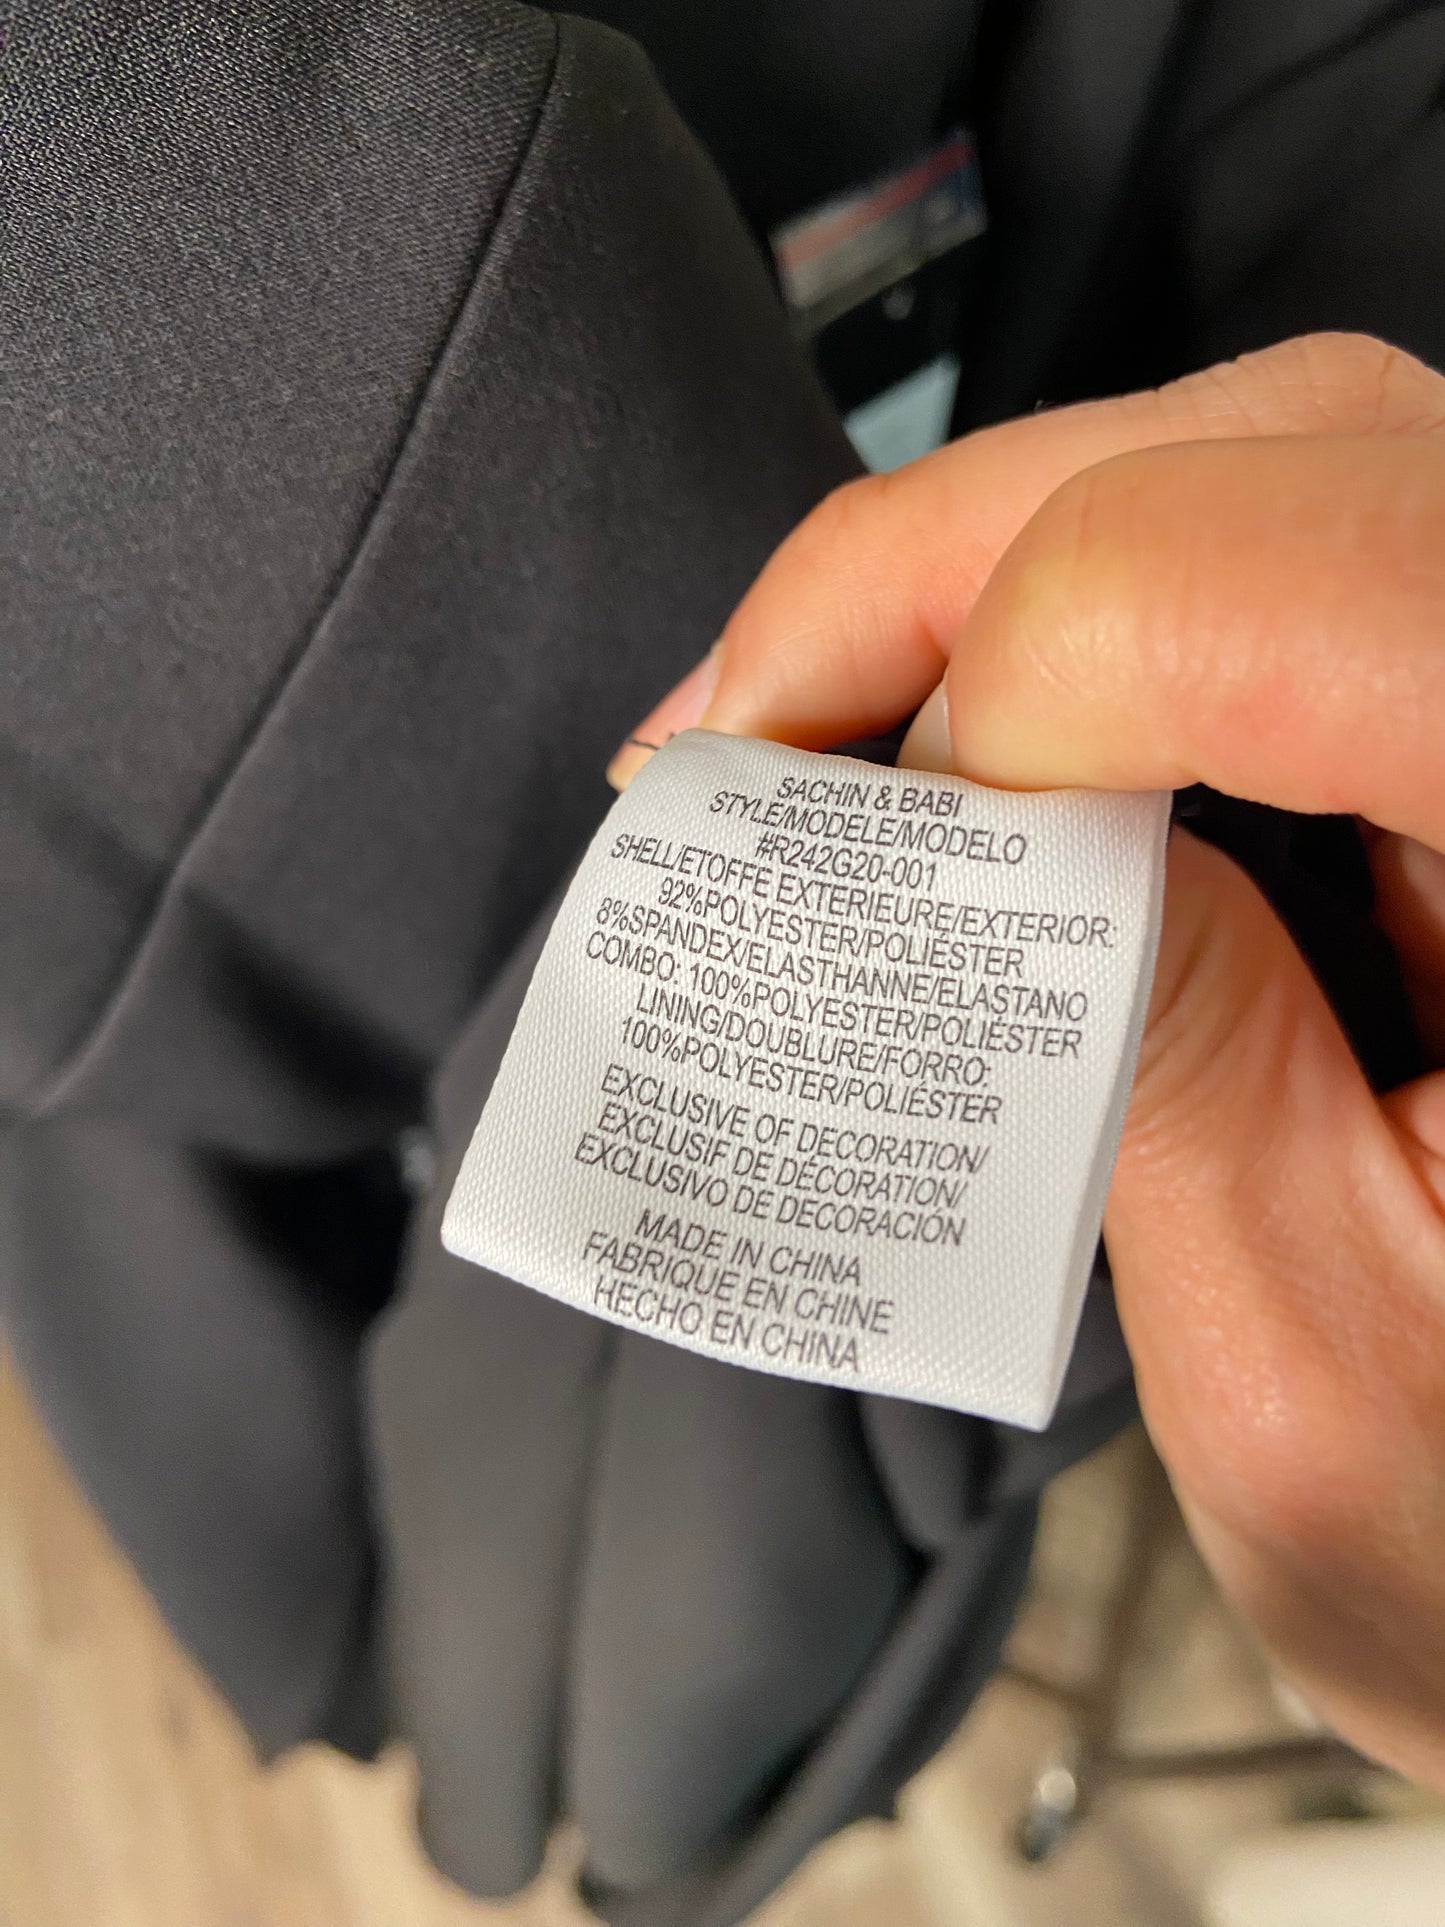 SACHIN & BABI
STYLE/MODELE/MODELO
#R242G20-001
SHELL/ETOFFE EXTERIEURE/EXTERIOR:
92%POLYESTER/POLIÉSTER
8%SPANDEX/ELASTHANNE/ELASTANO
COMBO: 100%POLYESTER/POLIÉSTER
LINING/DOUBLURE/FORRO:
100%POLYESTER/POLIÉSTER
EXCLUSIVE OF DECORATION/
EXCLUSIF DE DÉCORATION/
EXCLUSIVO DE DECORACIÓN
MADE IN CHINA
FABRIQUE EN CHINE
HECHO EN CHINA